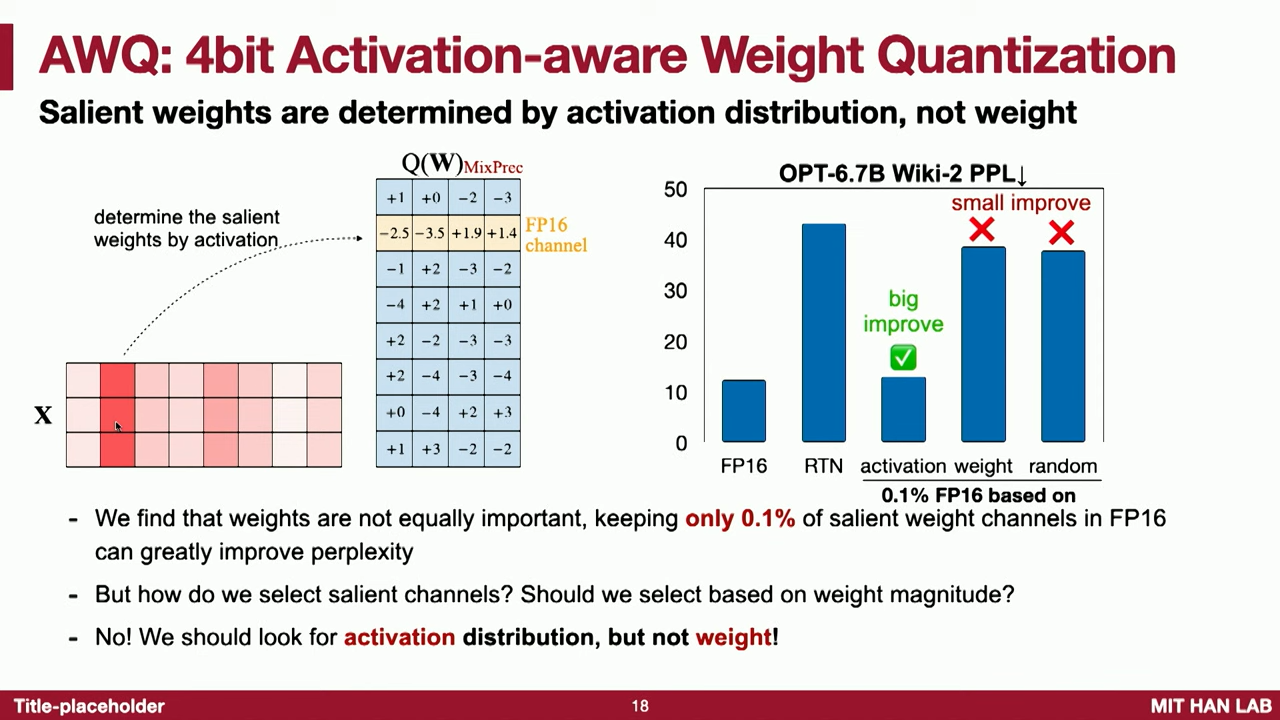 AWQ: 4bit Activation-aware Weight Quantization
Salient weights are determined by activation distribution, not weight
determine the salient
weights by activation
X
Q(W)MixPrec
+1 +0 −2 −3
−2.5 −3.5 +1.9 +1.4
−1 +2 −3 −2
−4 +2 +1 +0
+2 −2 −3 −3
+2 −4 −3 −4
+0 −4 +2 +3
+1 +3 −2 −2
FP16
channel
OPT-6.7B Wiki-2 PPL↓
50
40
30
20
10
0
small improve
big
improve
FP16 RTN activation weight random
0.1% FP16 based on
- We find that weights are not equally important, keeping only 0.1% of salient weight channels in FP16
can greatly improve perplexity
- But how do we select salient channels? Should we select based on weight magnitude?
- No! We should look for activation distribution, but not weight!
Title-placeholder
18
MIT HAN LAB